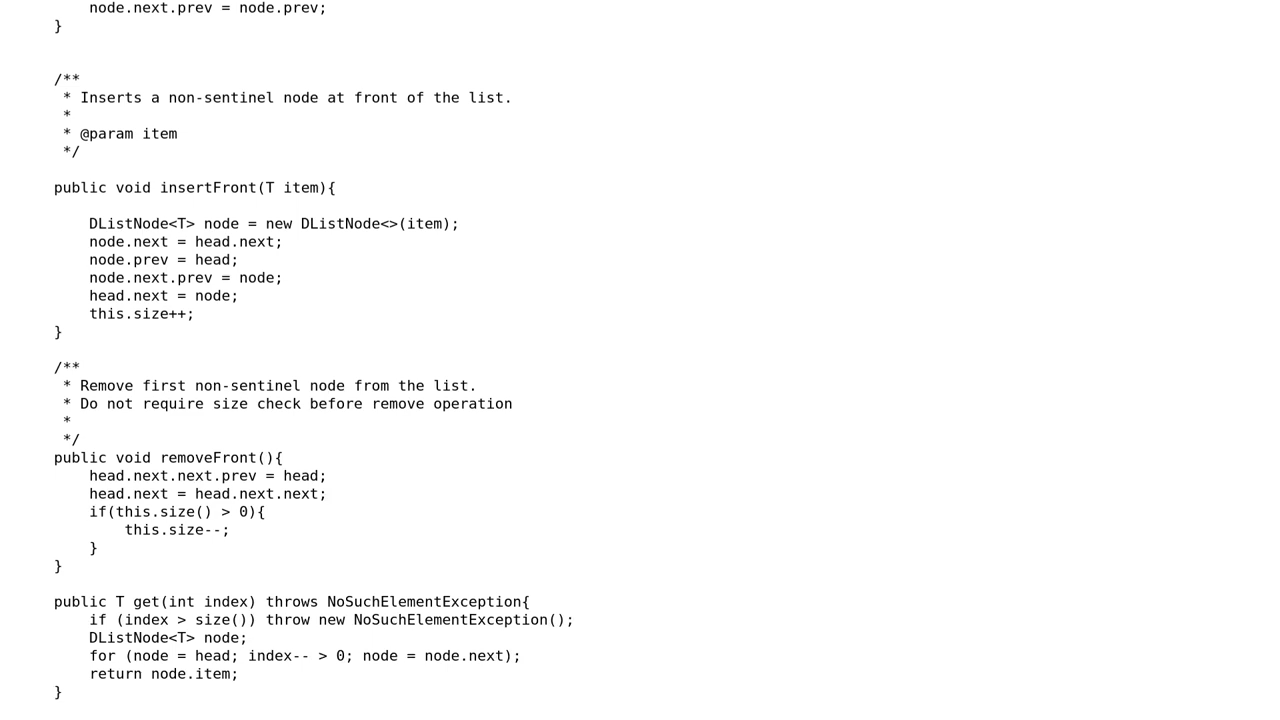 node.next.prev = node.prev;
    }

    /**
     * Inserts a non-sentinel node at front of the list.
     *
     * @param item
     */

    public void insertFront(T item){

        DListNode<T> node = new DListNode<>(item);
        node.next = head.next;
        node.prev = head;
        node.next.prev = node;
        head.next = node;
        this.size++;
    }

    /**
     * Remove first non-sentinel node from the list.
     * Do not require size check before remove operation
     *
     */
    public void removeFront(){
        head.next.next.prev = head;
        head.next = head.next.next;
        if(this.size() > 0){
            this.size--;
        }
    }

    public T get(int index) throws NoSuchElementException{
        if (index > size()) throw new NoSuchElementException();
        DListNode<T> node;
        for (node = head; index-- > 0; node = node.next);
        return node.item;
    }